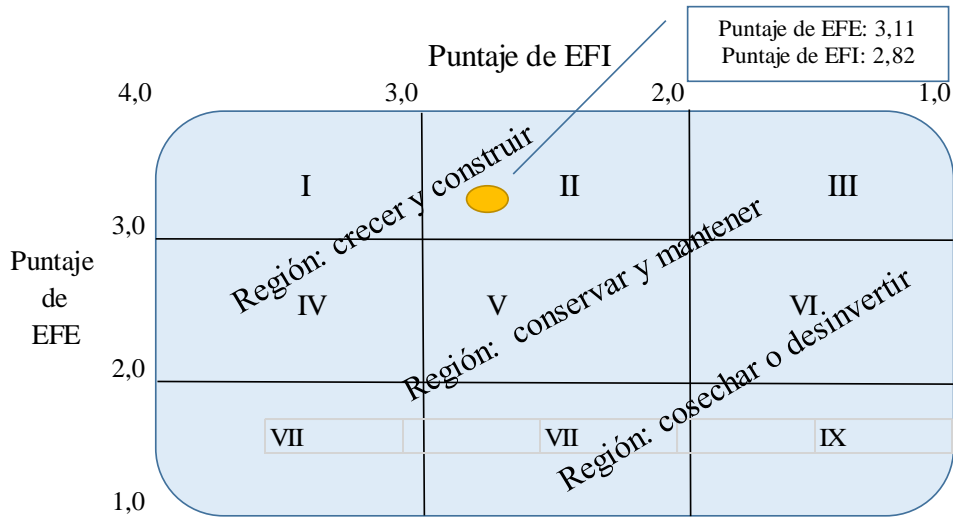 Puntaje de EFE: 3,11
Puntaje de EFI: 2,82
Puntaje de EFI
4,0
3,0
2,0
1,0
I
II
III
Región: crecer y construir
3,0
Puntaje
de
EFE
IV
V
VI
Región: conservar y mantener
2,0
VII
VII
IX
Región: cosechar o desinvertir
1,0